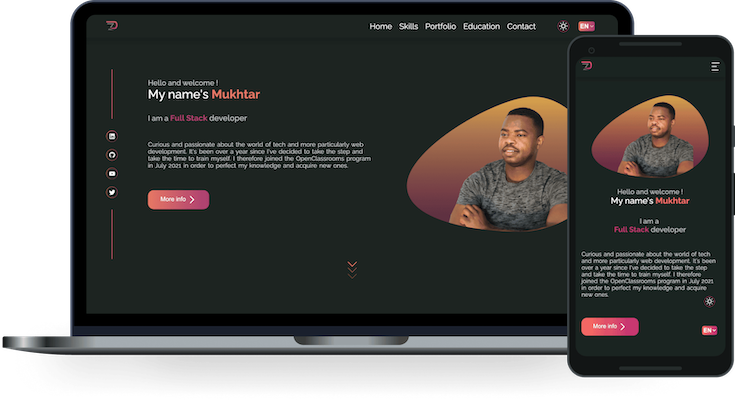 Home Skills Portfolio Education Contact
EN
Hello and welcome !
My name's Mukhtar
I am a Full Stack developer
Curious and passionate about the world of tech and more particularly web
development. It's been over a year since I've decided to take the step and
take the time to train myself. I therefore joined the OpenClassrooms program
in July 2021 in order to perfect my knowledge and acquire new ones.
More info
Hello and welcome !
My name's Mukhtar
I am a
Full Stack developer
Curious and passionate about the world of tech
and more particularly web development. It's been
over a year since I've decided to take the step
and take the time to train myself. I therefore
joined the OpenClassrooms program in July 2021
in order to perfect my knowledge and acquire
new ones.
More info
EN